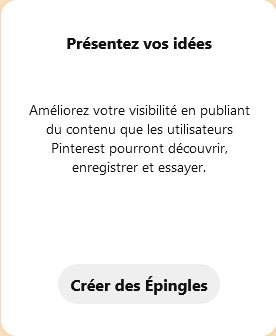 Présentez vos idées
Améliorez votre visibilité en publiant
du contenu que les utilisateurs
Pinterest pourront découvrir,
enregistrer et essayer.
Créer des Épingles